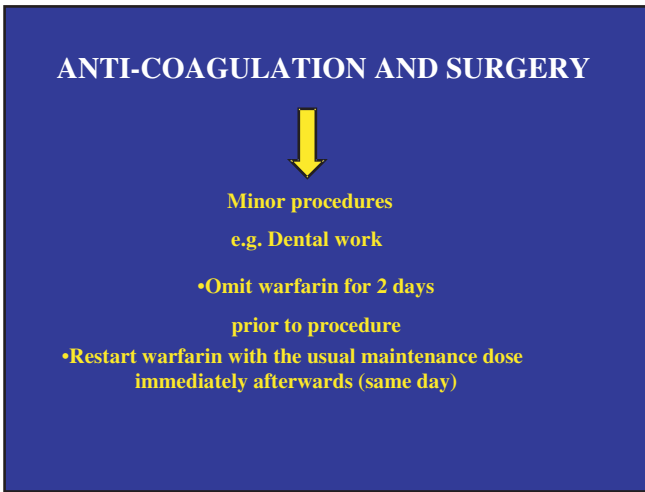 ANTI-COAGULATION AND SURGERY
Minor procedures
e.g. Dental work
•Omit warfarin for 2 days
prior to procedure
•Restart warfarin with the usual maintenance dose
immediately afterwards (same day)